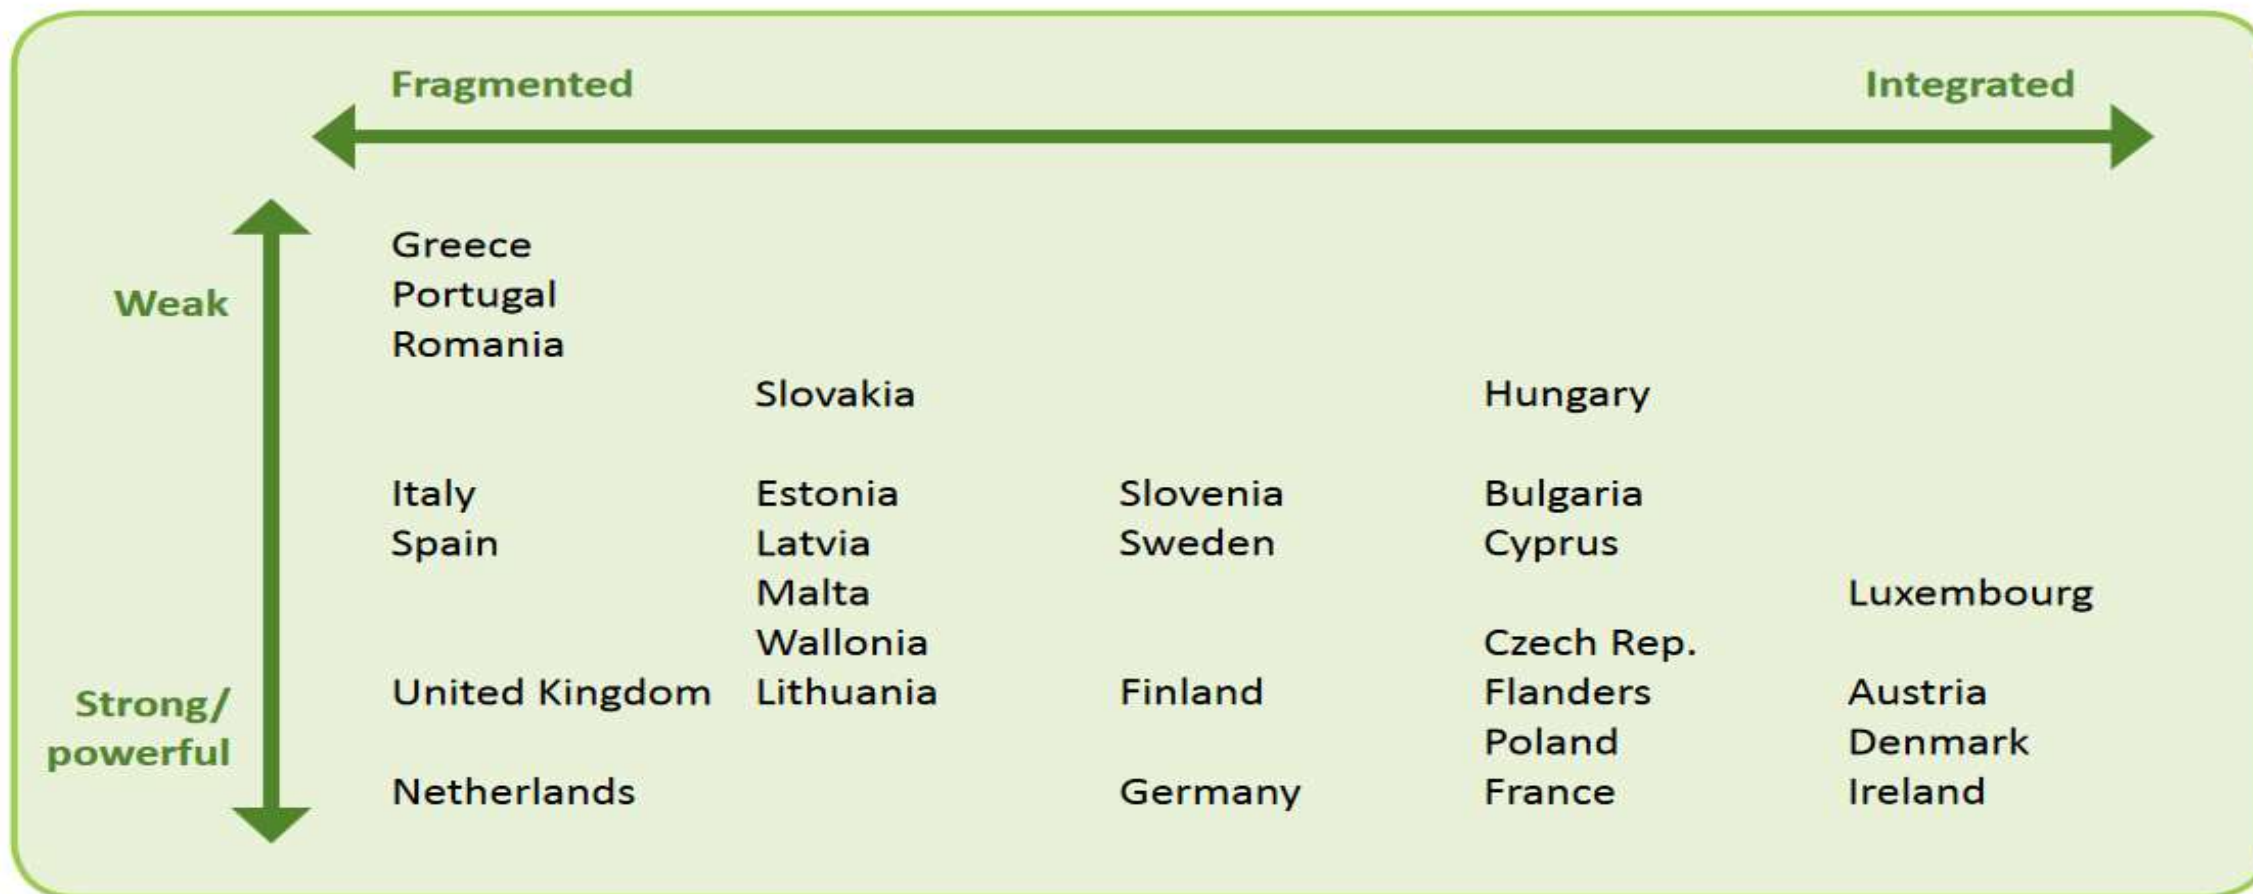 Fragmented Integrated
Greece
Weak Portugal
Romania
Slovakia Hungary
Italy Estonia Slovenia Bulgaria
Spain Latvia Sweden Cyprus
Malta Luxembourg
Wallonia Czech Rep.
Strong/ United Kingdom Lithuania Finland Flanders Austria
powerful Poland Denmark
Netherlands Germany France Ireland